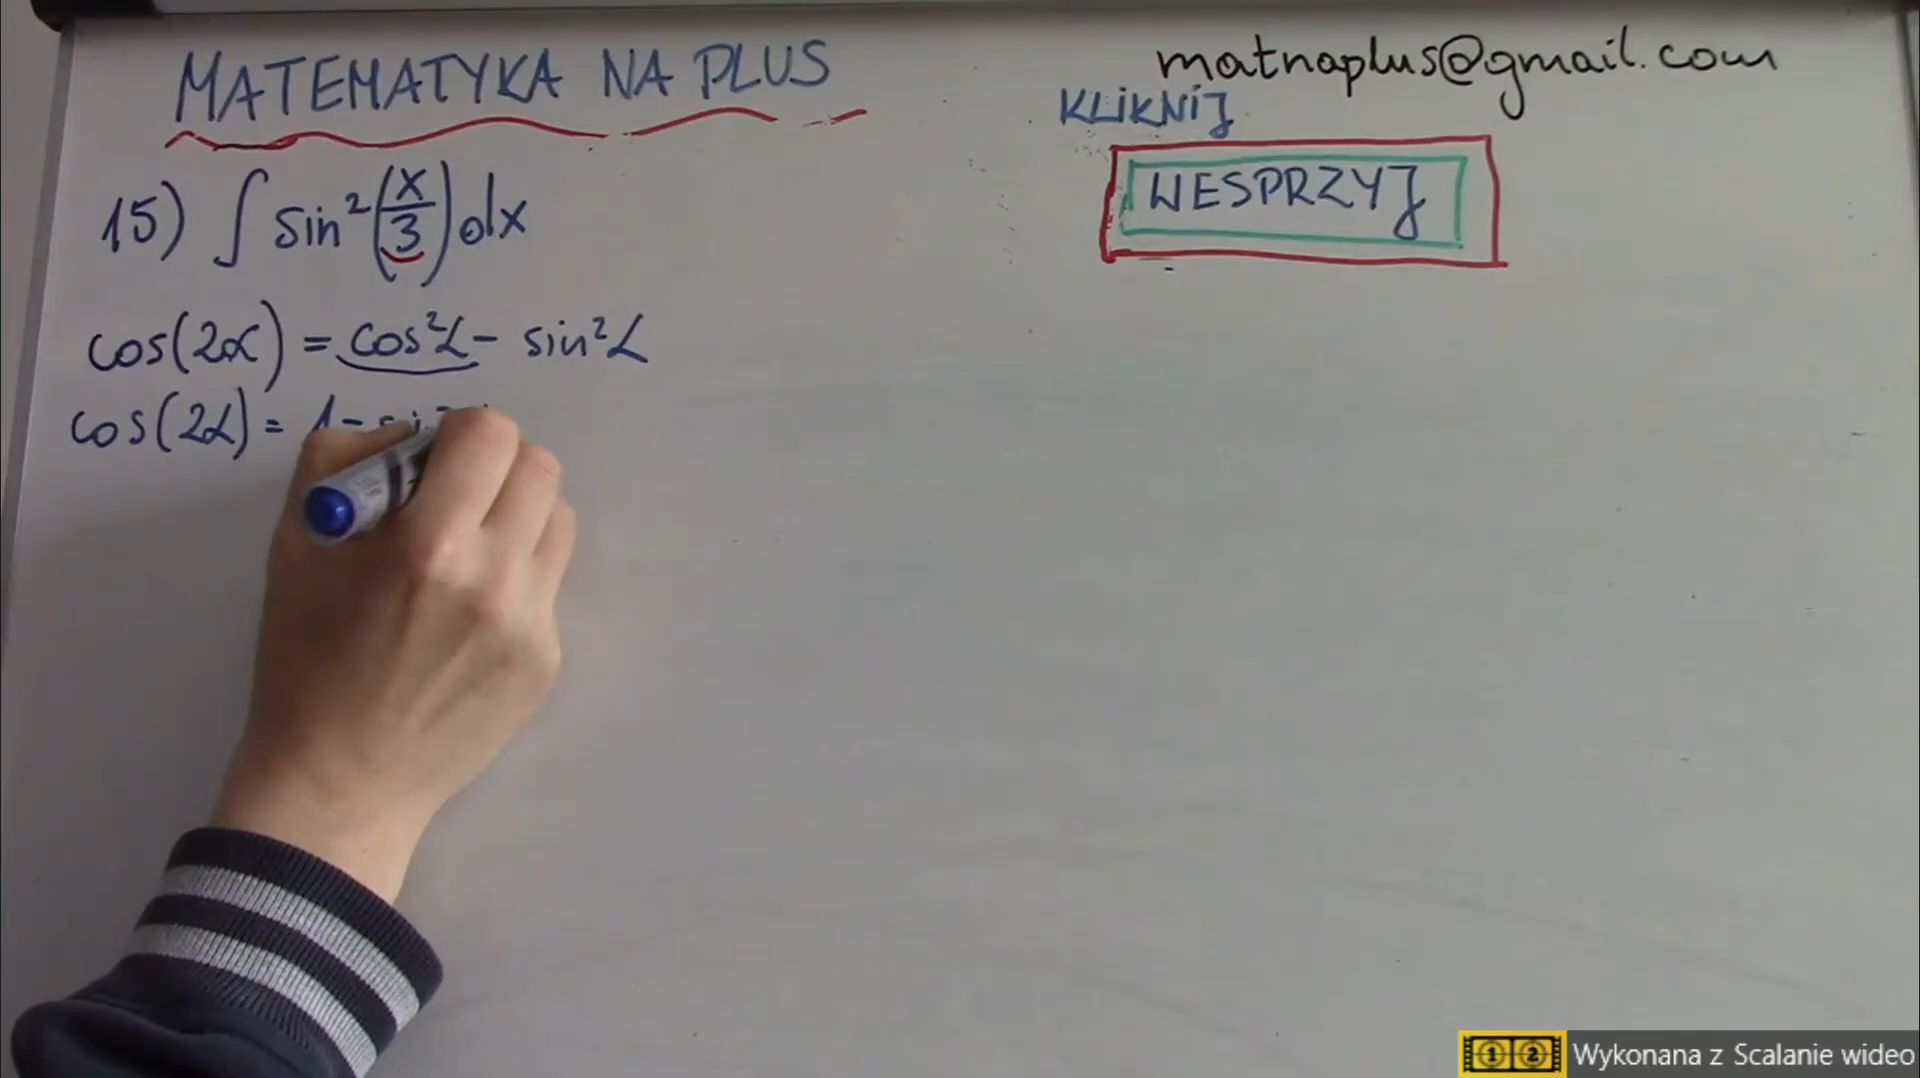 MATEMATYKA NA PLUS
matnaplus@gmail.com
KLIKNIJ
WESPRZYJ
15) ∫ sin²(x/3) dx
cos(2α) = cos²α - sin²α
cos(2α) = 1 -
Wykonana z Scalanie wideo